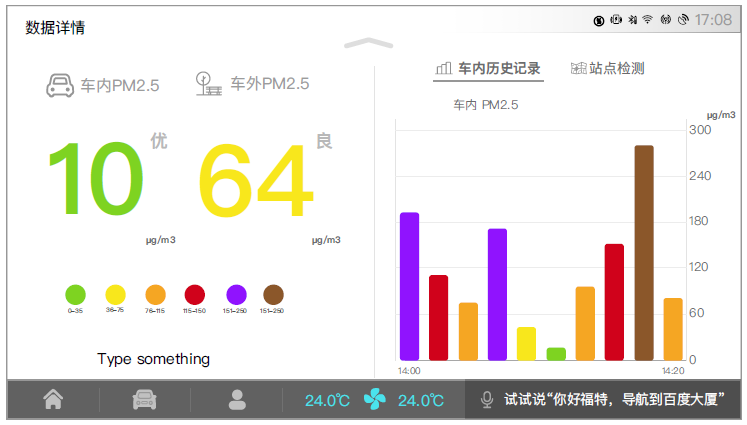 数据详情
17:08
车内PM2.5
车外PM2.5
10
优
μg/m3
64
良
μg/m3
0-35
36-75
76-115
115-150
151-250
151-250
Type something
车内历史记录
站点检测
车内 PM2.5
μg/m3
300
240
180
120
60
0
14:00
14:20
24.0℃
24.0℃
试试说“你好福特，导航到百度大厦”